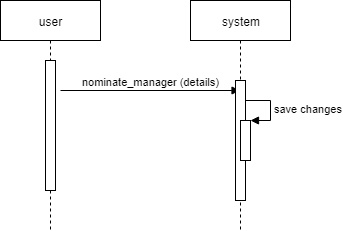 user
system
nominate_manager (details)
save changes